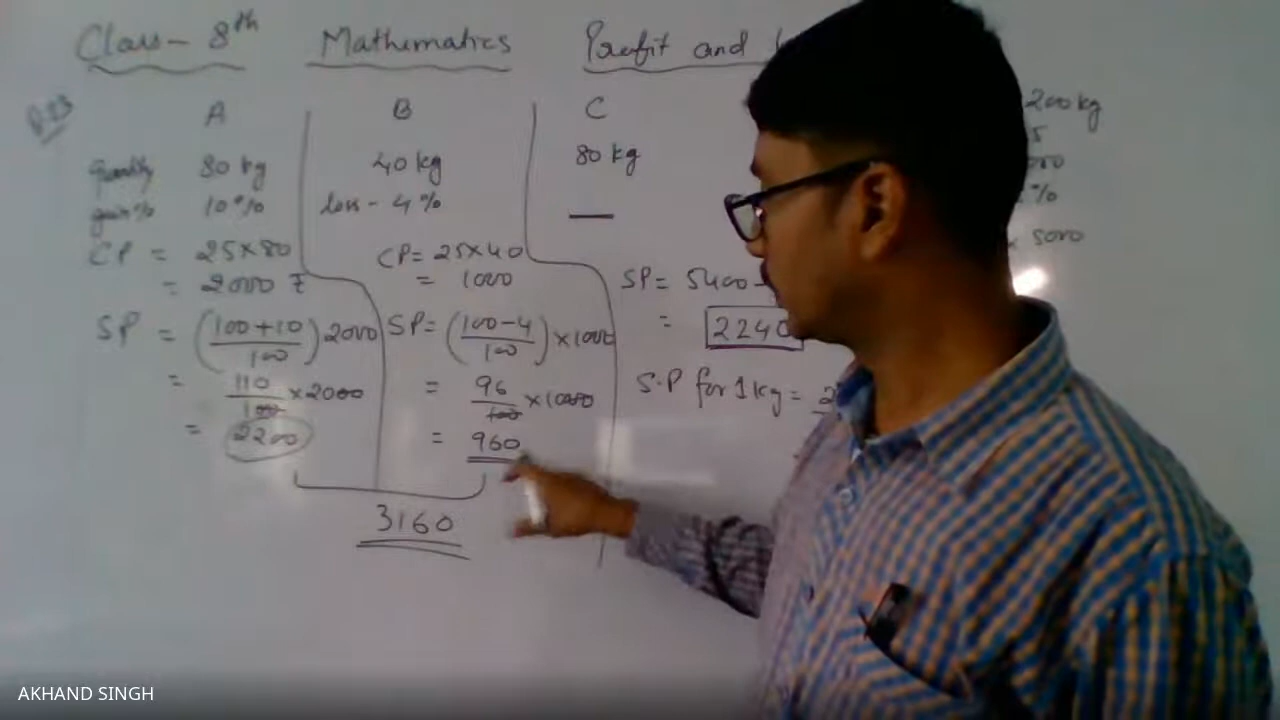 Class - 8th Mathematics Profit and
A B C
Quantity 80 kg 40 kg 80 kg
gain% 10% loss - 4% —
CP = 25×80
= 2000 ₹
CP = 25×40
= 1000
SP = (100+10/100) 2000
= 110/100 ×2000
= 2200
SP = (100-4/100) ×1000
= 96/100 ×1000
= 960
3160
SP = 5400 -
= 2240
S.P for 1 kg = 2
200 kg
%
× 5000
AKHAND SINGH